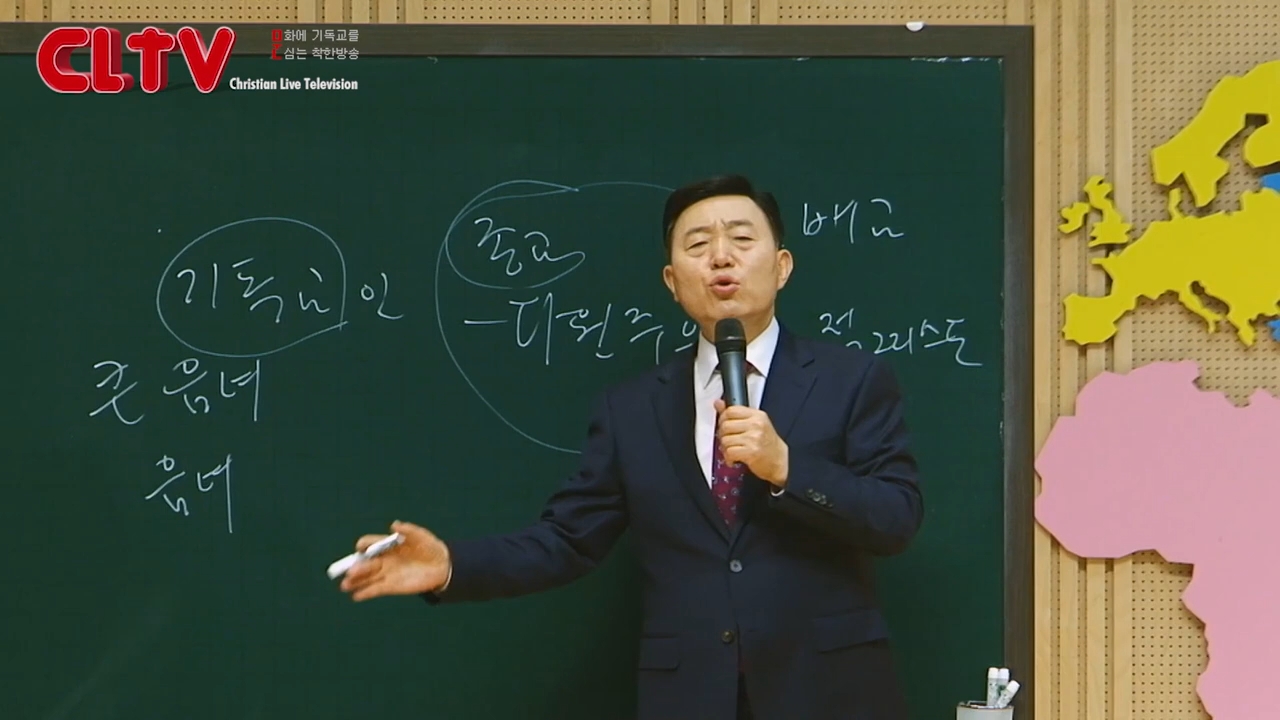 CLTV
문화에 기독교를
심는 착한방송
Christian Live Television
종교
배교
기독교인
다원주의
적그리스도
큰 음녀
음녀